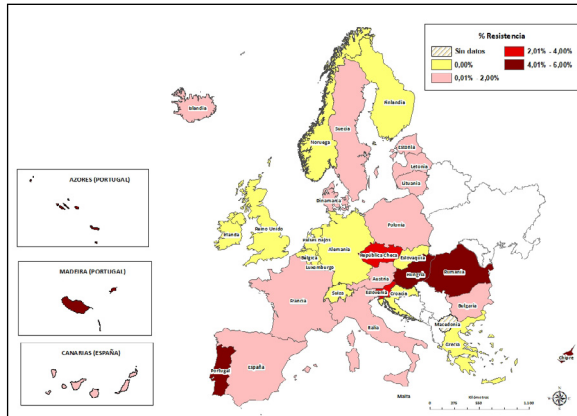 % Resistencia
Sin datos
0,00%
0,01% - 2,00%
2,01% - 4,00%
4,01% - 6,00%
Islandia
Finlandia
Suecia
Noruega
Estonia
Letonia
Lituania
Dinamarca
AZORES (PORTUGAL)
Irlanda
Reino Unido
Países Bajos
Polonia
Alemania
Bélgica
Luxemburgo
República Checa
Eslovaquia
MADEIRA (PORTUGAL)
Francia
Suiza
Austria
Hungría
Rumania
Eslovenia
Croacia
Bulgaria
Italia
Macedonia
CANARIAS (ESPAÑA)
Portugal
España
Grecia
Chipre
Malta
Kilómetros